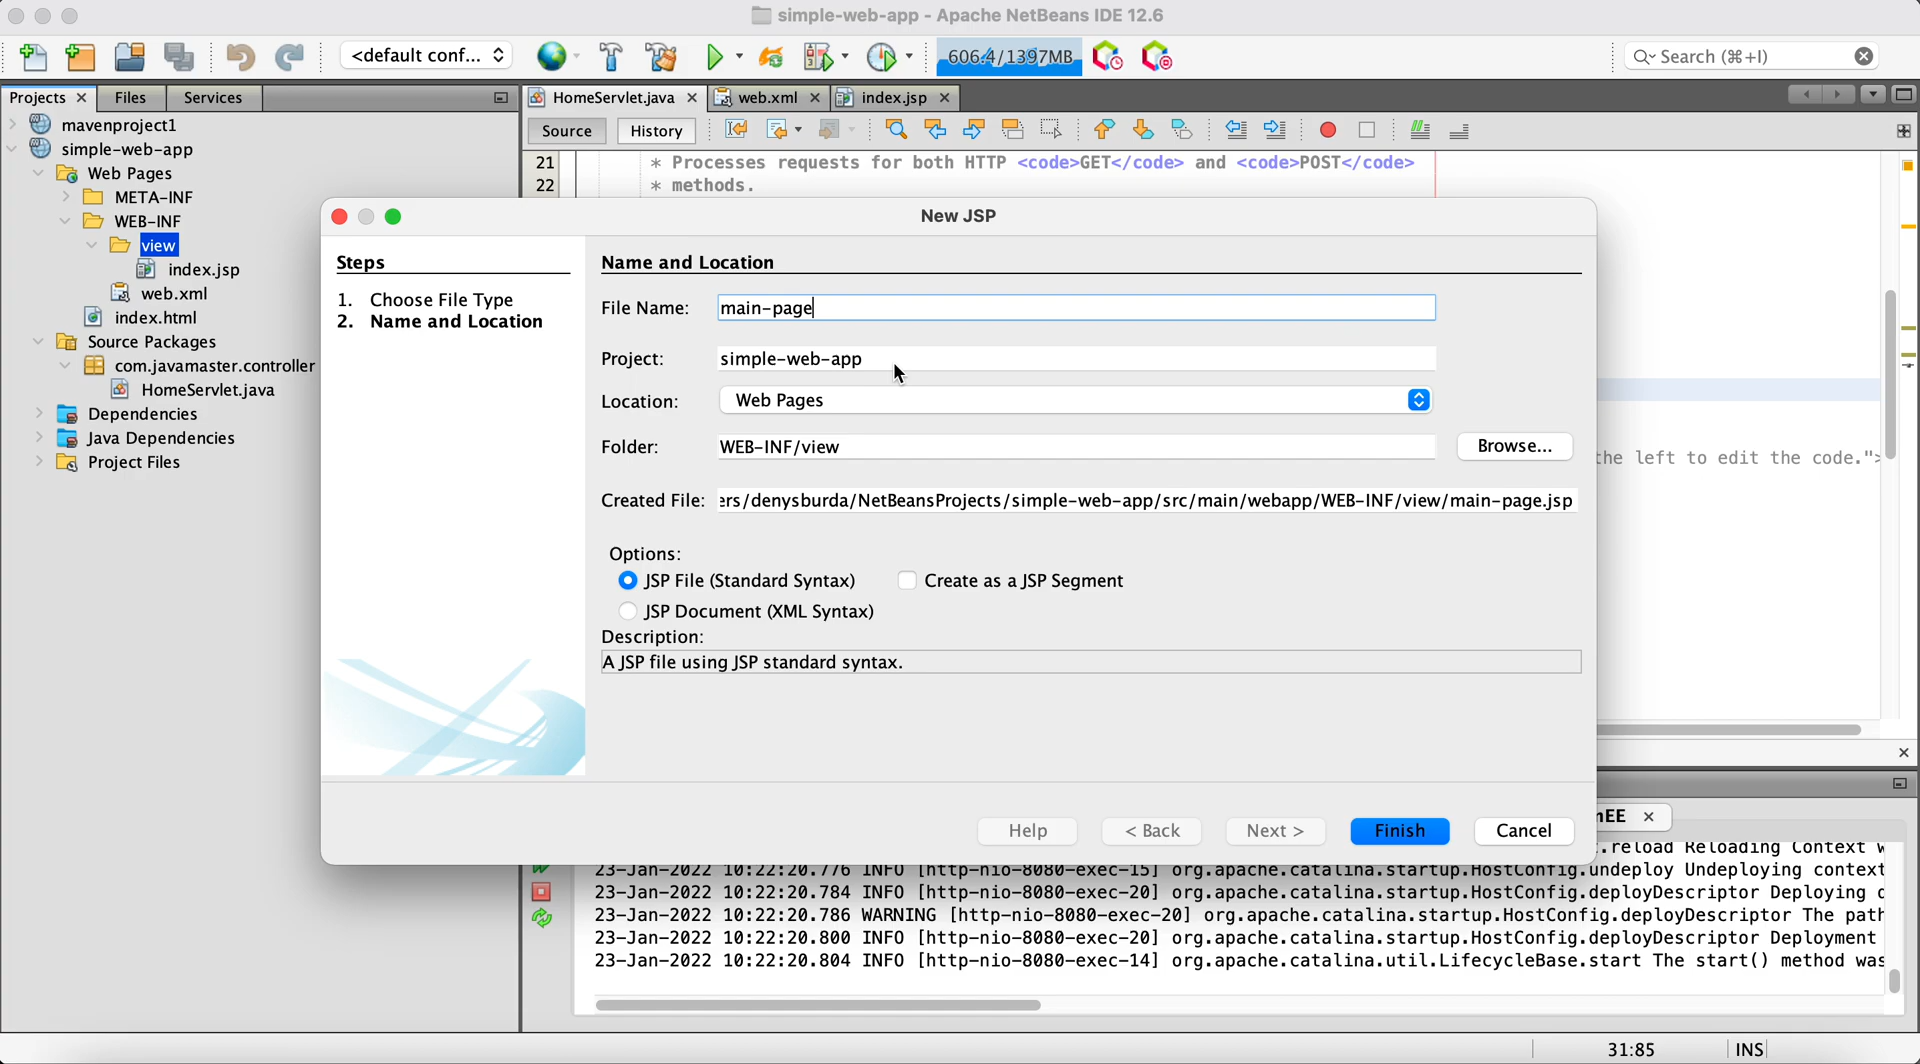 simple-web-app - Apache NetBeans IDE 12.6
<default conf...
606.4/1397MB
Search (⌘+I)
Projects
Files
Services
HomeServlet.java
web.xml
index.jsp
Source
History
mavenproject1
simple-web-app
Web Pages
META-INF
WEB-INF
view
index.jsp
web.xml
index.html
Source Packages
com.javamaster.controller
HomeServlet.java
Dependencies
Java Dependencies
Project Files
21 * Processes requests for both HTTP <code>GET</code> and <code>POST</code>
22 * methods.
the left to edit the code.">
New JSP
Steps
1. Choose File Type
2. Name and Location
Name and Location
File Name: main-page
Project: simple-web-app
Location: Web Pages
Folder: WEB-INF/view
Browse...
Created File: ers/denysburda/NetBeansProjects/simple-web-app/src/main/webapp/WEB-INF/view/main-page.jsp
Options:
JSP File (Standard Syntax)
Create as a JSP Segment
JSP Document (XML Syntax)
Description:
A JSP file using JSP standard syntax.
Help
< Back
Next >
Finish
Cancel
nEE
.reload Reloading Context w
23-Jan-2022 10:22:20.776 INFO [http-nio-8080-exec-15] org.apache.catalina.startup.HostConfig.undeploy Undeploying context
23-Jan-2022 10:22:20.784 INFO [http-nio-8080-exec-20] org.apache.catalina.startup.HostConfig.deployDescriptor Deploying d
23-Jan-2022 10:22:20.786 WARNING [http-nio-8080-exec-20] org.apache.catalina.startup.HostConfig.deployDescriptor The path
23-Jan-2022 10:22:20.800 INFO [http-nio-8080-exec-20] org.apache.catalina.startup.HostConfig.deployDescriptor Deployment
23-Jan-2022 10:22:20.804 INFO [http-nio-8080-exec-14] org.apache.catalina.util.LifecycleBase.start The start() method was
31:85
INS